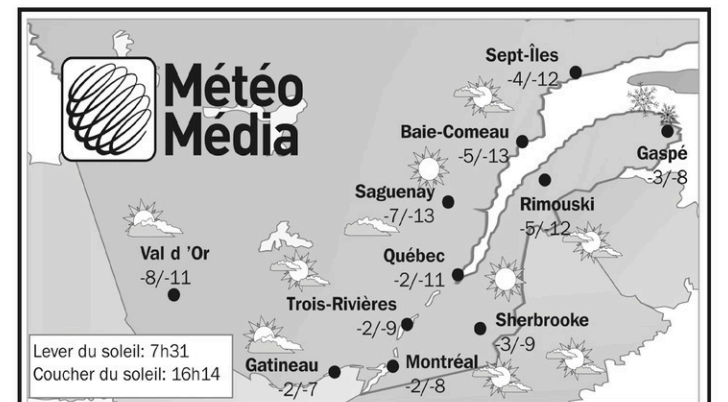 Météo
Média
Sept-Îles
-4/-12
Baie-Comeau
-5/-13
Gaspé
-3/-8
Saguenay
-7/-13
Rimouski
-5/-12
Val d 'Or
-8/-11
Québec
-2/-11
Trois-Rivières
-2/-9
Sherbrooke
-3/-9
Lever du soleil: 7h31
Coucher du soleil: 16h14
Gatineau
-2/-7
Montréal
-2/-8